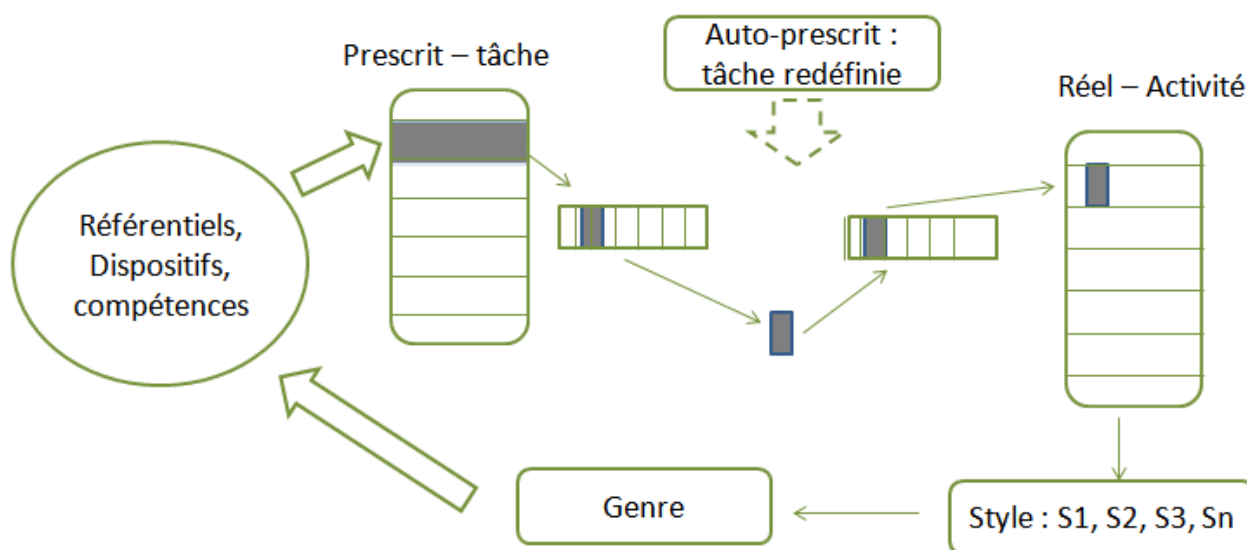 Prescrit – tâche
Auto-prescrit :
tâche redéfinie
Réel – Activité
Référentiels,
Dispositifs,
compétences
Genre
Style : S1, S2, S3, Sn